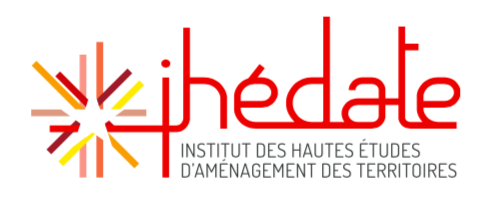 ihédate
INSTITUT DES HAUTES ÉTUDES
D'AMÉNAGEMENT DES TERRITOIRES